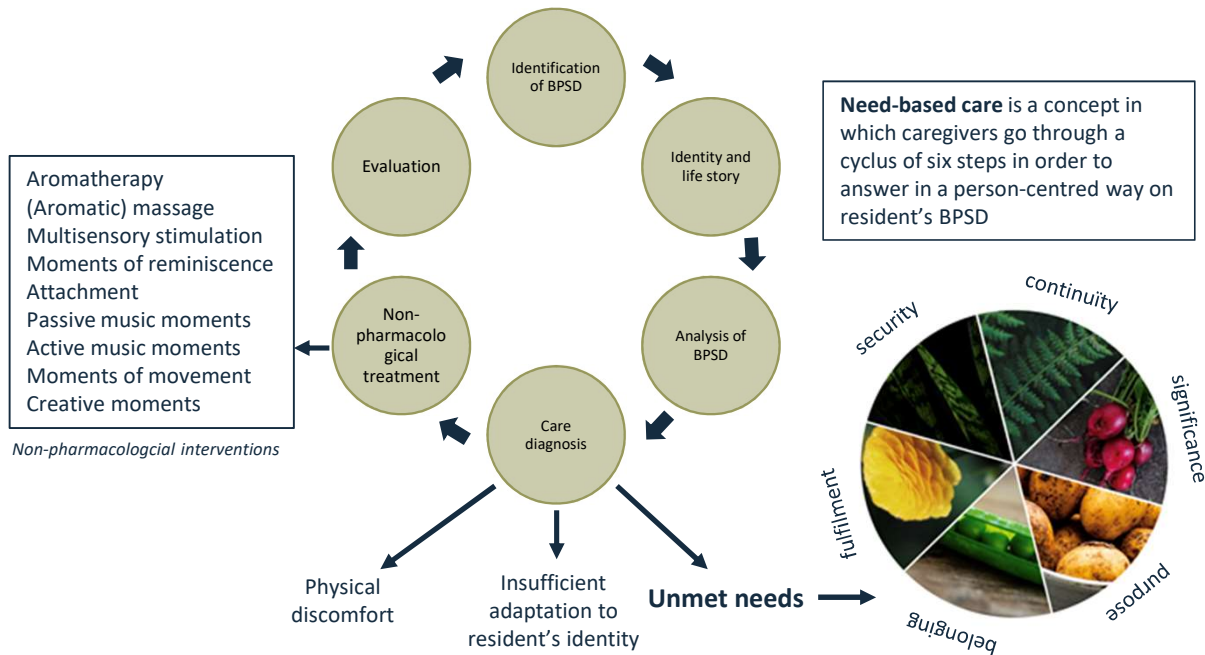 Identification
of BPSD
Identity and
life story
Analysis of
BPSD
Care
diagnosis
Non-
pharmacolo
gical
treatment
Evaluation
Need-based care is a concept in
which caregivers go through a
cyclus of six steps in order to
answer in a person-centred way on
resident's BPSD
Aromatherapy
(Aromatic) massage
Multisensory stimulation
Moments of reminiscence
Attachment
Passive music moments
Active music moments
Moments of movement
Creative moments
Non-pharmacologcial interventions
Physical
discomfort
Insufficient
adaptation to
resident's identity
Unmet needs
security
continuïty
significance
purpose
belonging
fulfilment